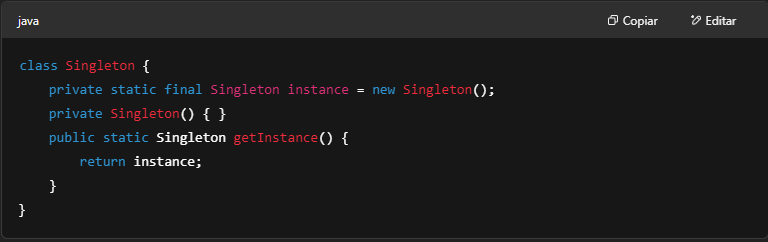 java Copiar Editar
class Singleton {
    private static final Singleton instance = new Singleton();
    private Singleton() { }
    public static Singleton getInstance() {
        return instance;
    }
}